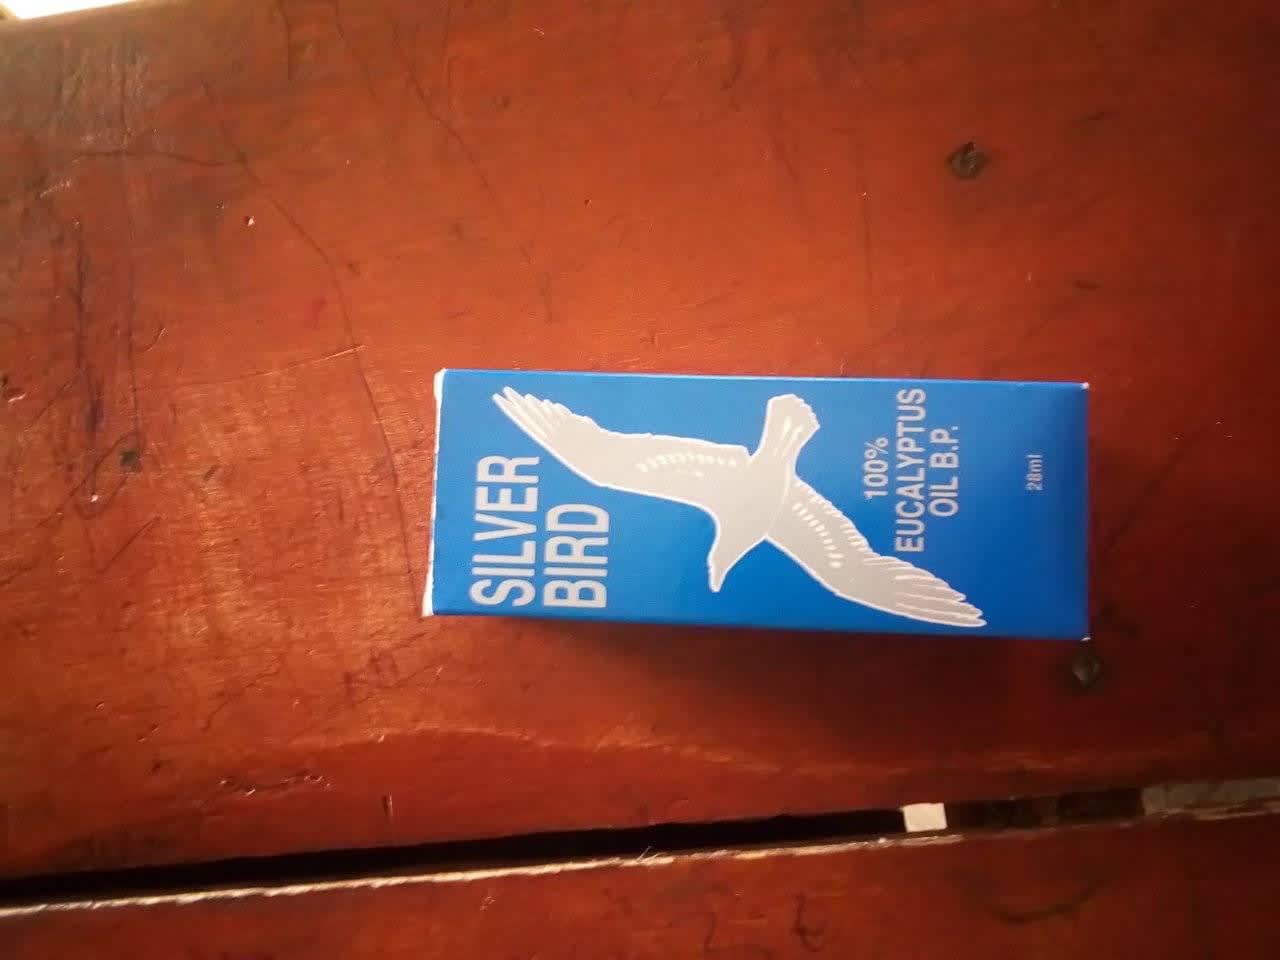 SILVER
BIRD
100%
EUCALYPTUS
OIL B.P.
28ml